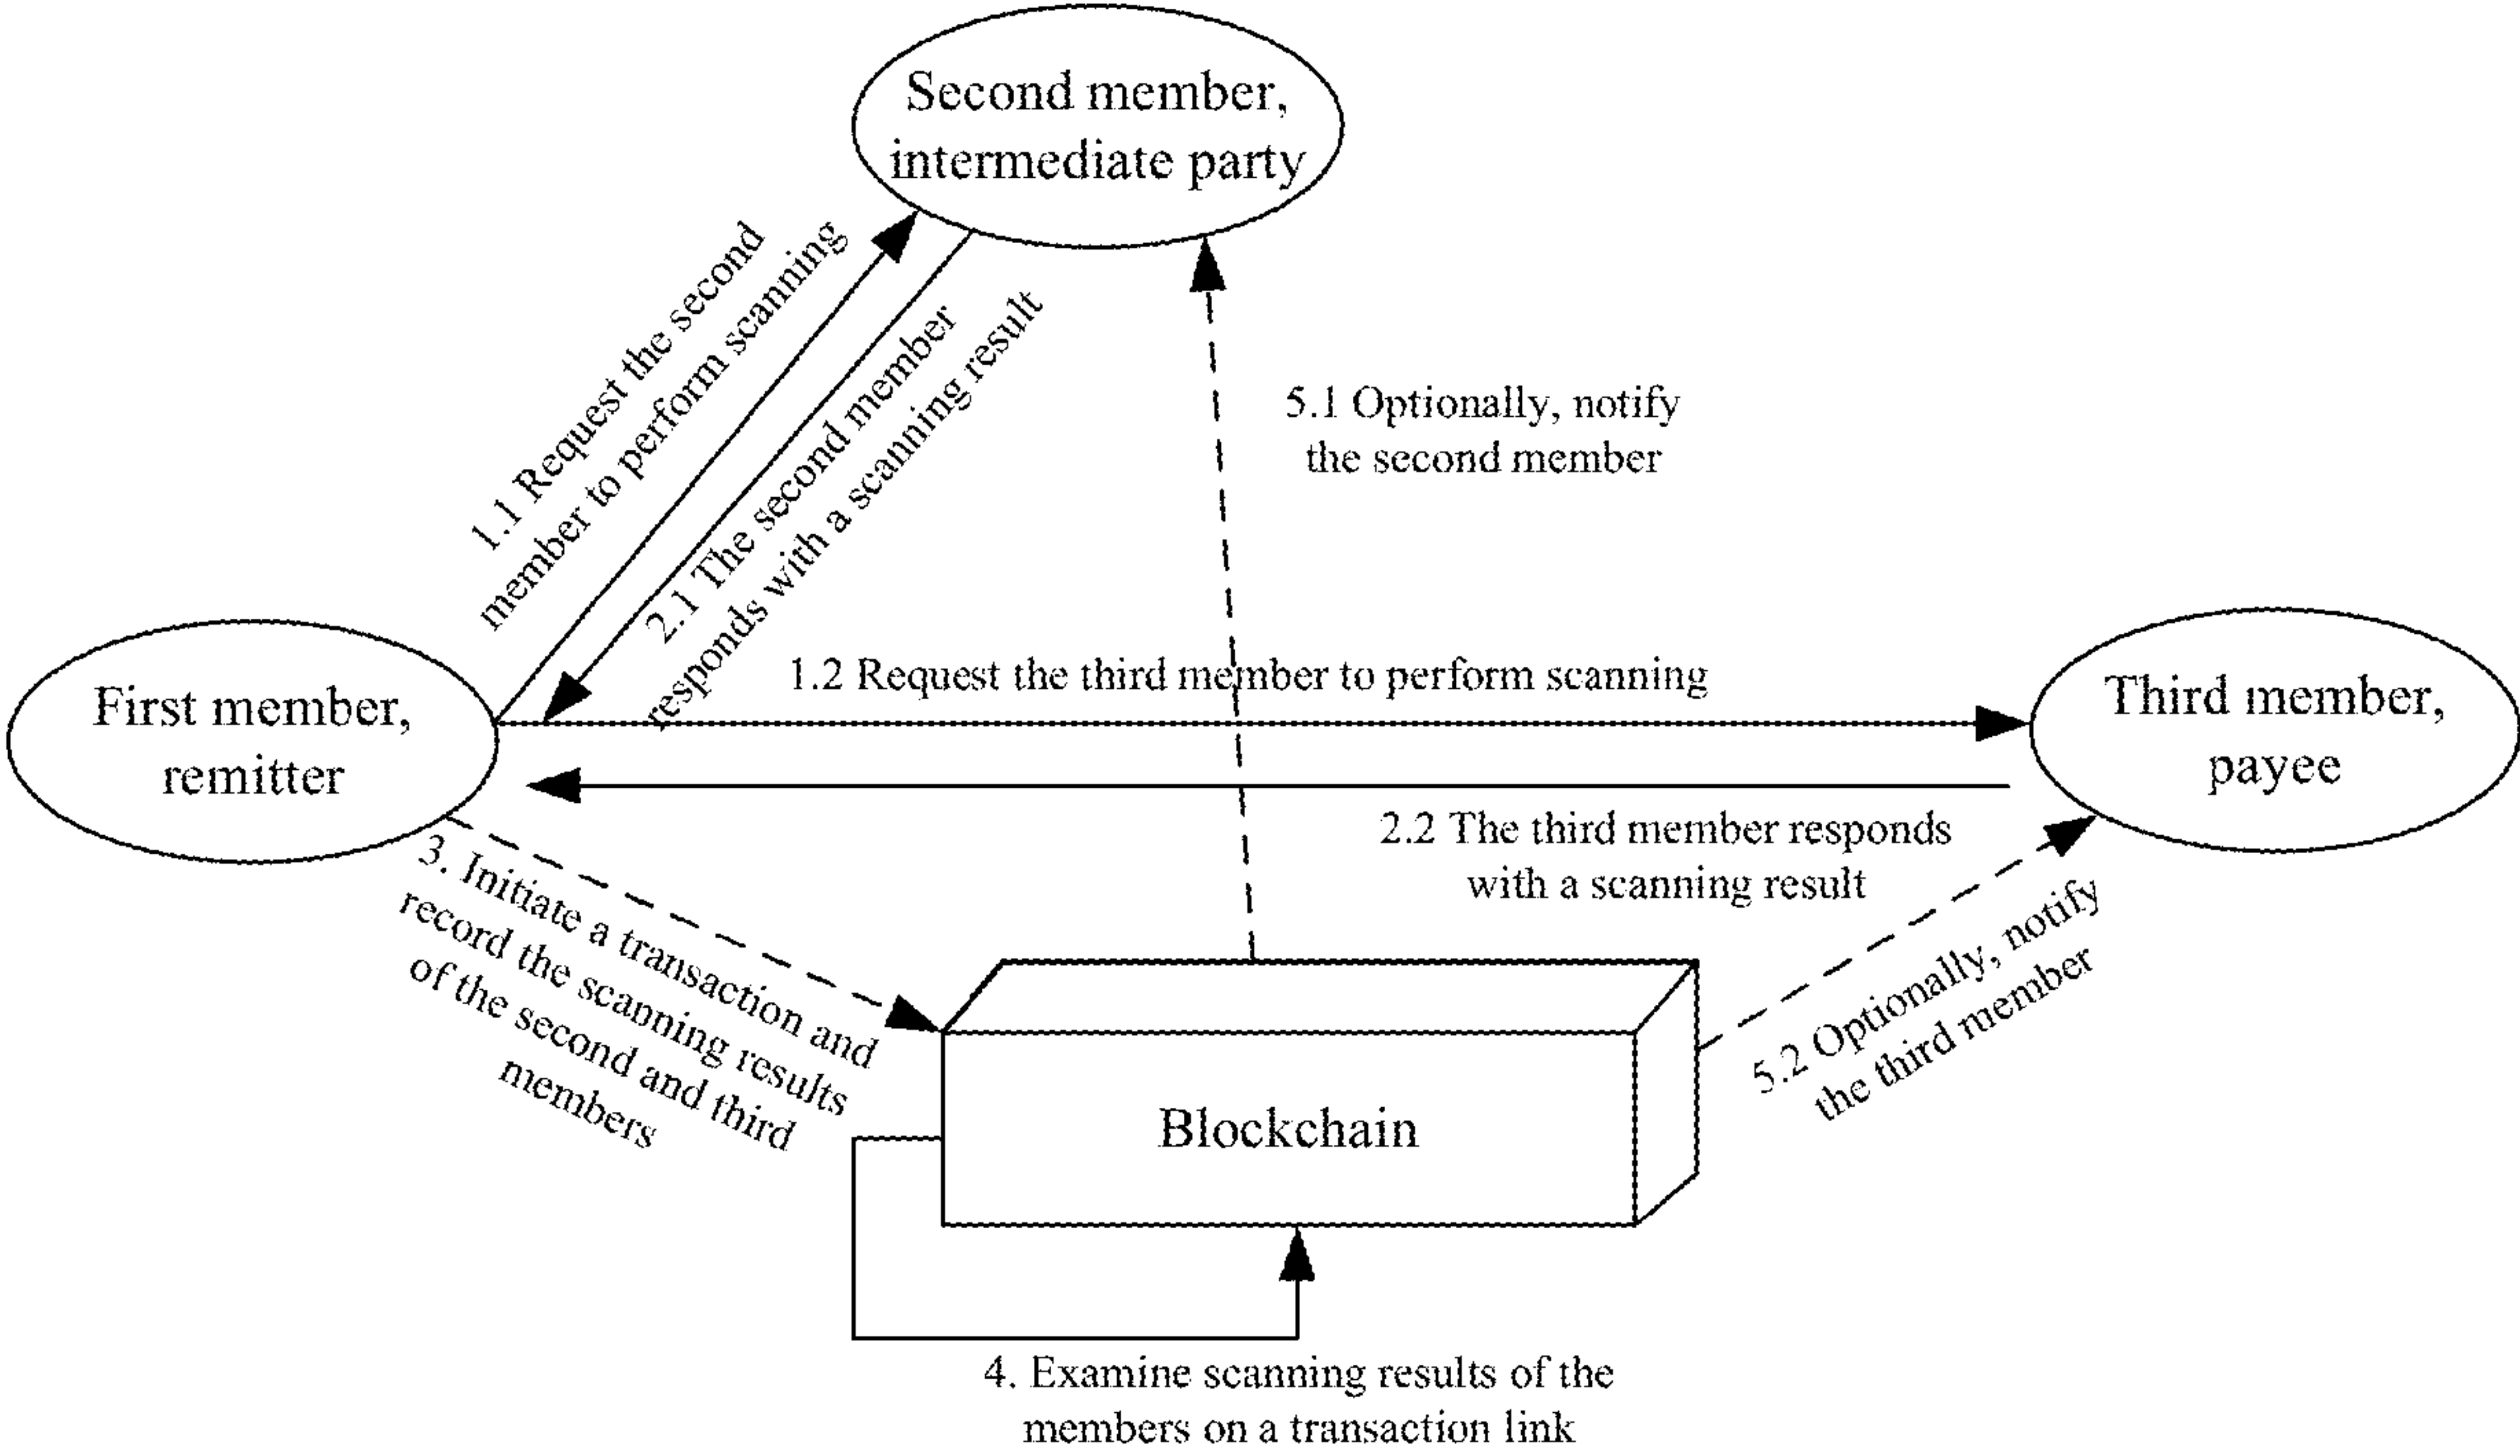 Second member,
intermediate party
1.1 Request the second
member to perform scanning
2.1 The second member
responds with a scanning result
5.1 Optionally, notify
the second member
1.2 Request the third member to perform scanning
First member,
remitter
Third member,
payee
2.2 The third member responds
with a scanning result
3. Initiate a transaction and
record the scanning results
of the second and third
members
5.2 Optionally, notify
the third member
Blockchain
4. Examine scanning results of the
members on a transaction link